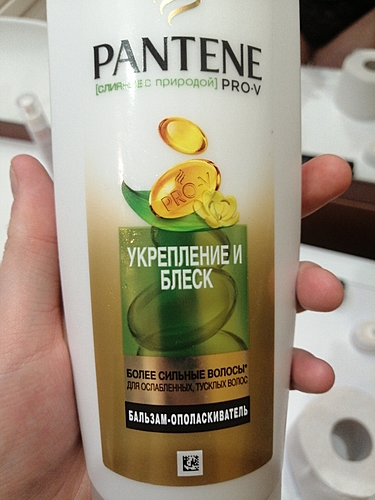 PANTENE
[слияние с природой] PRO-V
PRO-V
УКРЕПЛЕНИЕ И
БЛЕСК
БОЛЕЕ СИЛЬНЫЕ ВОЛОСЫ*
ДЛЯ ОСЛАБЛЕННЫХ, ТУСКЛЫХ ВОЛОС
БАЛЬЗАМ-ОПОЛАСКИВАТЕЛЬ